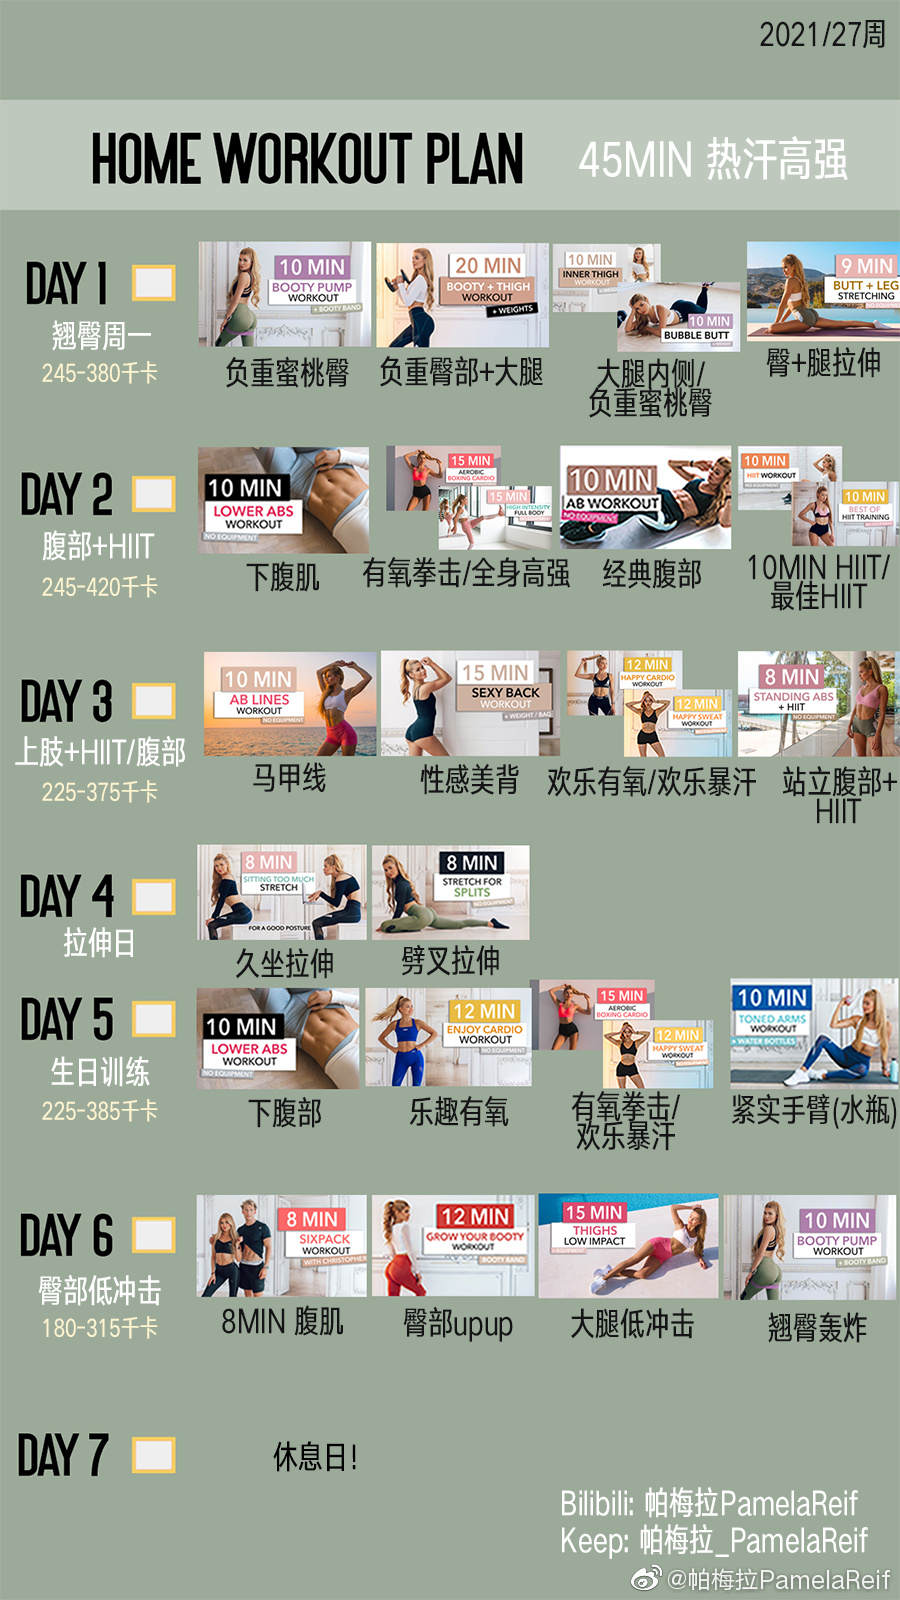 2021/27周
HOME WORKOUT PLAN
45MIN 热汗高强
DAY 1
翘臀周一
245-380千卡
10 MIN
BOOTY PUMP
WORKOUT
+ BOOTY BAND
负重蜜桃臀
20 MIN
BOOTY + THIGH
WORKOUT
+ WEIGHTS
负重臀部+大腿
10 MIN
INNER THIGH
WORKOUT
10 MIN
BUBBLE BUTT
大腿内侧/
负重蜜桃臀
9 MIN
BUTT + LEG
STRETCHING
臀+腿拉伸
DAY 2
腹部+HIIT
245-420千卡
10 MIN
LOWER ABS
WORKOUT
NO EQUIPMENT
下腹肌
15 MIN
AEROBIC
BOXING CARDIO
15 MIN
HIGH INTENSITY
FULL BODY
有氧拳击/全身高强
10 MIN
AB WORKOUT
NO EQUIPMENT
经典腹部
10 MIN
HIIT WORKOUT
NO EQUIPMENT
10 MIN
BEST OF
HIIT TRAINING
10MIN HIIT/
最佳HIIT
DAY 3
上肢+HIIT/腹部
225-375千卡
10 MIN
AB LINES
WORKOUT
NO EQUIPMENT
马甲线
15 MIN
SEXY BACK
WORKOUT
+ WEIGHT / BAG
性感美背
12 MIN
HAPPY CARDIO
WORKOUT
12 MIN
HAPPY SWEAT
WORKOUT
欢乐有氧/欢乐暴汗
8 MIN
STANDING ABS
+ HIIT
NO EQUIPMENT
站立腹部+
HIIT
DAY 4
拉伸日
8 MIN
SITTING TOO MUCH
STRETCH
FOR A GOOD POSTURE
久坐拉伸
8 MIN
STRETCH FOR
SPLITS
NO EQUIPMENT
劈叉拉伸
DAY 5
生日训练
225-385千卡
10 MIN
LOWER ABS
WORKOUT
NO EQUIPMENT
下腹部
12 MIN
ENJOY CARDIO
WORKOUT
NO EQUIPMENT
乐趣有氧
15 MIN
AEROBIC
BOXING CARDIO
12 MIN
HAPPY SWEAT
WORKOUT
有氧拳击/
欢乐暴汗
10 MIN
TONED ARMS
WORKOUT
+ WATER BOTTLES
紧实手臂(水瓶)
DAY 6
臀部低冲击
180-315千卡
8 MIN
SIXPACK
WORKOUT
WITH CHRISTOPHER
8MIN 腹肌
12 MIN
GROW YOUR BOOTY
WORKOUT
BOOTY BAND
臀部upup
15 MIN
THIGHS
LOW IMPACT
大腿低冲击
10 MIN
BOOTY PUMP
WORKOUT
+ BOOTY BAND
翘臀轰炸
DAY 7
休息日!
Bilibili: 帕梅拉PamelaReif
Keep: 帕梅拉_PamelaReif
@帕梅拉PamelaReif